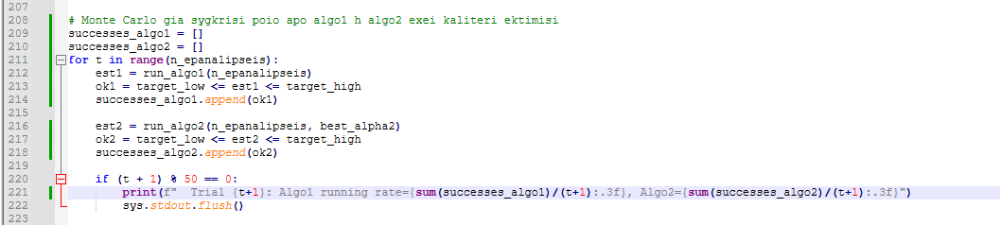 207
208 # Monte Carlo gia sygkrisi poio apo algo1 h algo2 exei kaliteri ektimisi
209 successes_algo1 = []
210 successes_algo2 = []
211 for t in range(n_epanalipseis):
212     est1 = run_algo1(n_epanalipseis)
213     ok1 = target_low <= est1 <= target_high
214     successes_algo1.append(ok1)
215
216     est2 = run_algo2(n_epanalipseis, best_alpha2)
217     ok2 = target_low <= est2 <= target_high
218     successes_algo2.append(ok2)
219
220     if (t + 1) % 50 == 0:
221         print(f"  Trial {t+1}: Algo1 running rate={sum(successes_algo1)/(t+1):.3f}, Algo2={sum(successes_algo2)/(t+1):.3f}")
222         sys.stdout.flush()
223